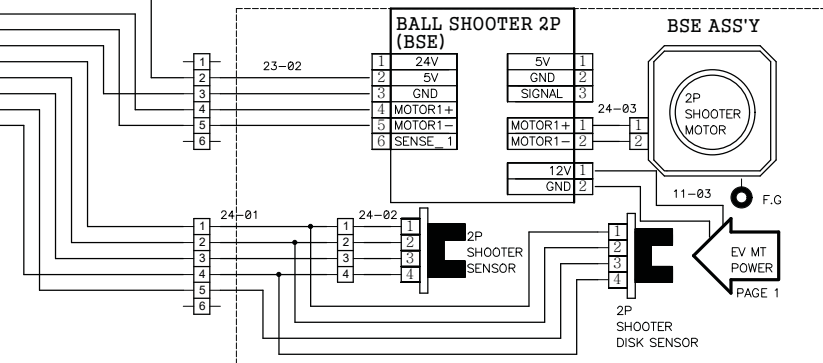 BALL SHOOTER 2P
(BSE)
BSE ASS'Y
1
2
3
4
5
6
23-02
1 24V
2 5V
3 GND
4 MOTOR1+
5 MOTOR1-
6 SENSE_1
5V 1
GND 2
SIGNAL 3
MOTOR1+ 1
MOTOR1- 2
24-03
1
2
2P
SHOOTER
MOTOR
12V 1
GND 2
11-03
F.G
24-01
1
2
3
4
5
6
24-02
1
2
3
4
1
2
3
4
2P
SHOOTER
SENSOR
1
2
3
4
2P
SHOOTER
DISK SENSOR
EV MT
POWER
PAGE 1